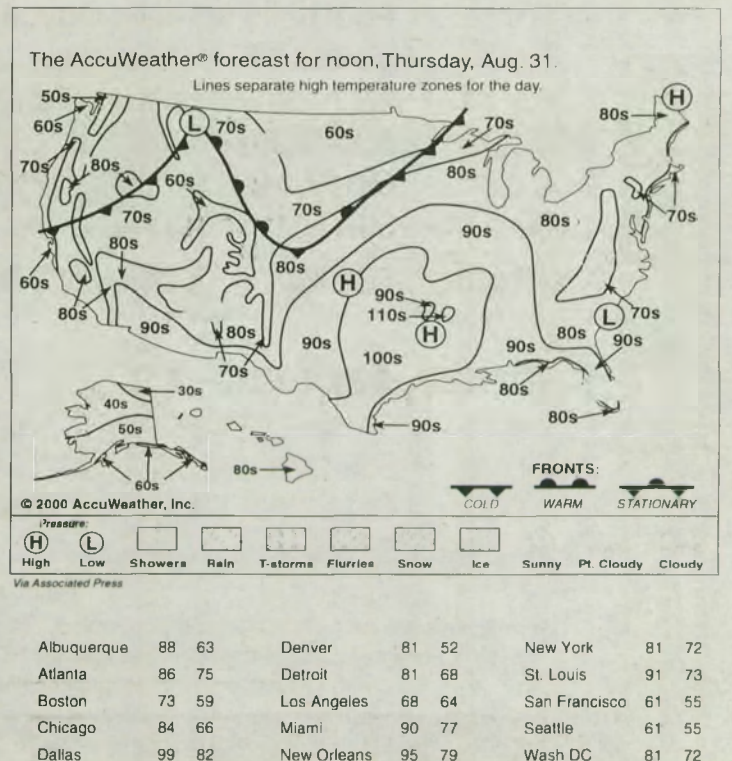 The AccuWeather® forecast for noon, Thursday, Aug. 31.
Lines separate high temperature zones for the day.
50s
60s
70s
80s
70s
60s
70s
80s
H
L
60s
80s
70s
70s
70s
80s
80s
60s
80s
90s
80s
70s
80s
90s
H
90s
110s
H
100s
90s
70s
L
80s
90s
90s
80s
80s
90s
30s
40s
50s
60s
80s
FRONTS:
COLD WARM STATIONARY
© 2000 AccuWeather, Inc.
Pressure:
H L
High Low Showers Rain T-storms Flurries Snow Ice Sunny Pt. Cloudy Cloudy
Via Associated Press
Albuquerque 88 63 Denver 81 52 New York 81 72
Atlanta 86 75 Detroit 81 68 St. Louis 91 73
Boston 73 59 Los Angeles 68 64 San Francisco 61 55
Chicago 84 66 Miami 90 77 Seattle 61 55
Dallas 99 82 New Orleans 95 79 Wash DC 81 72